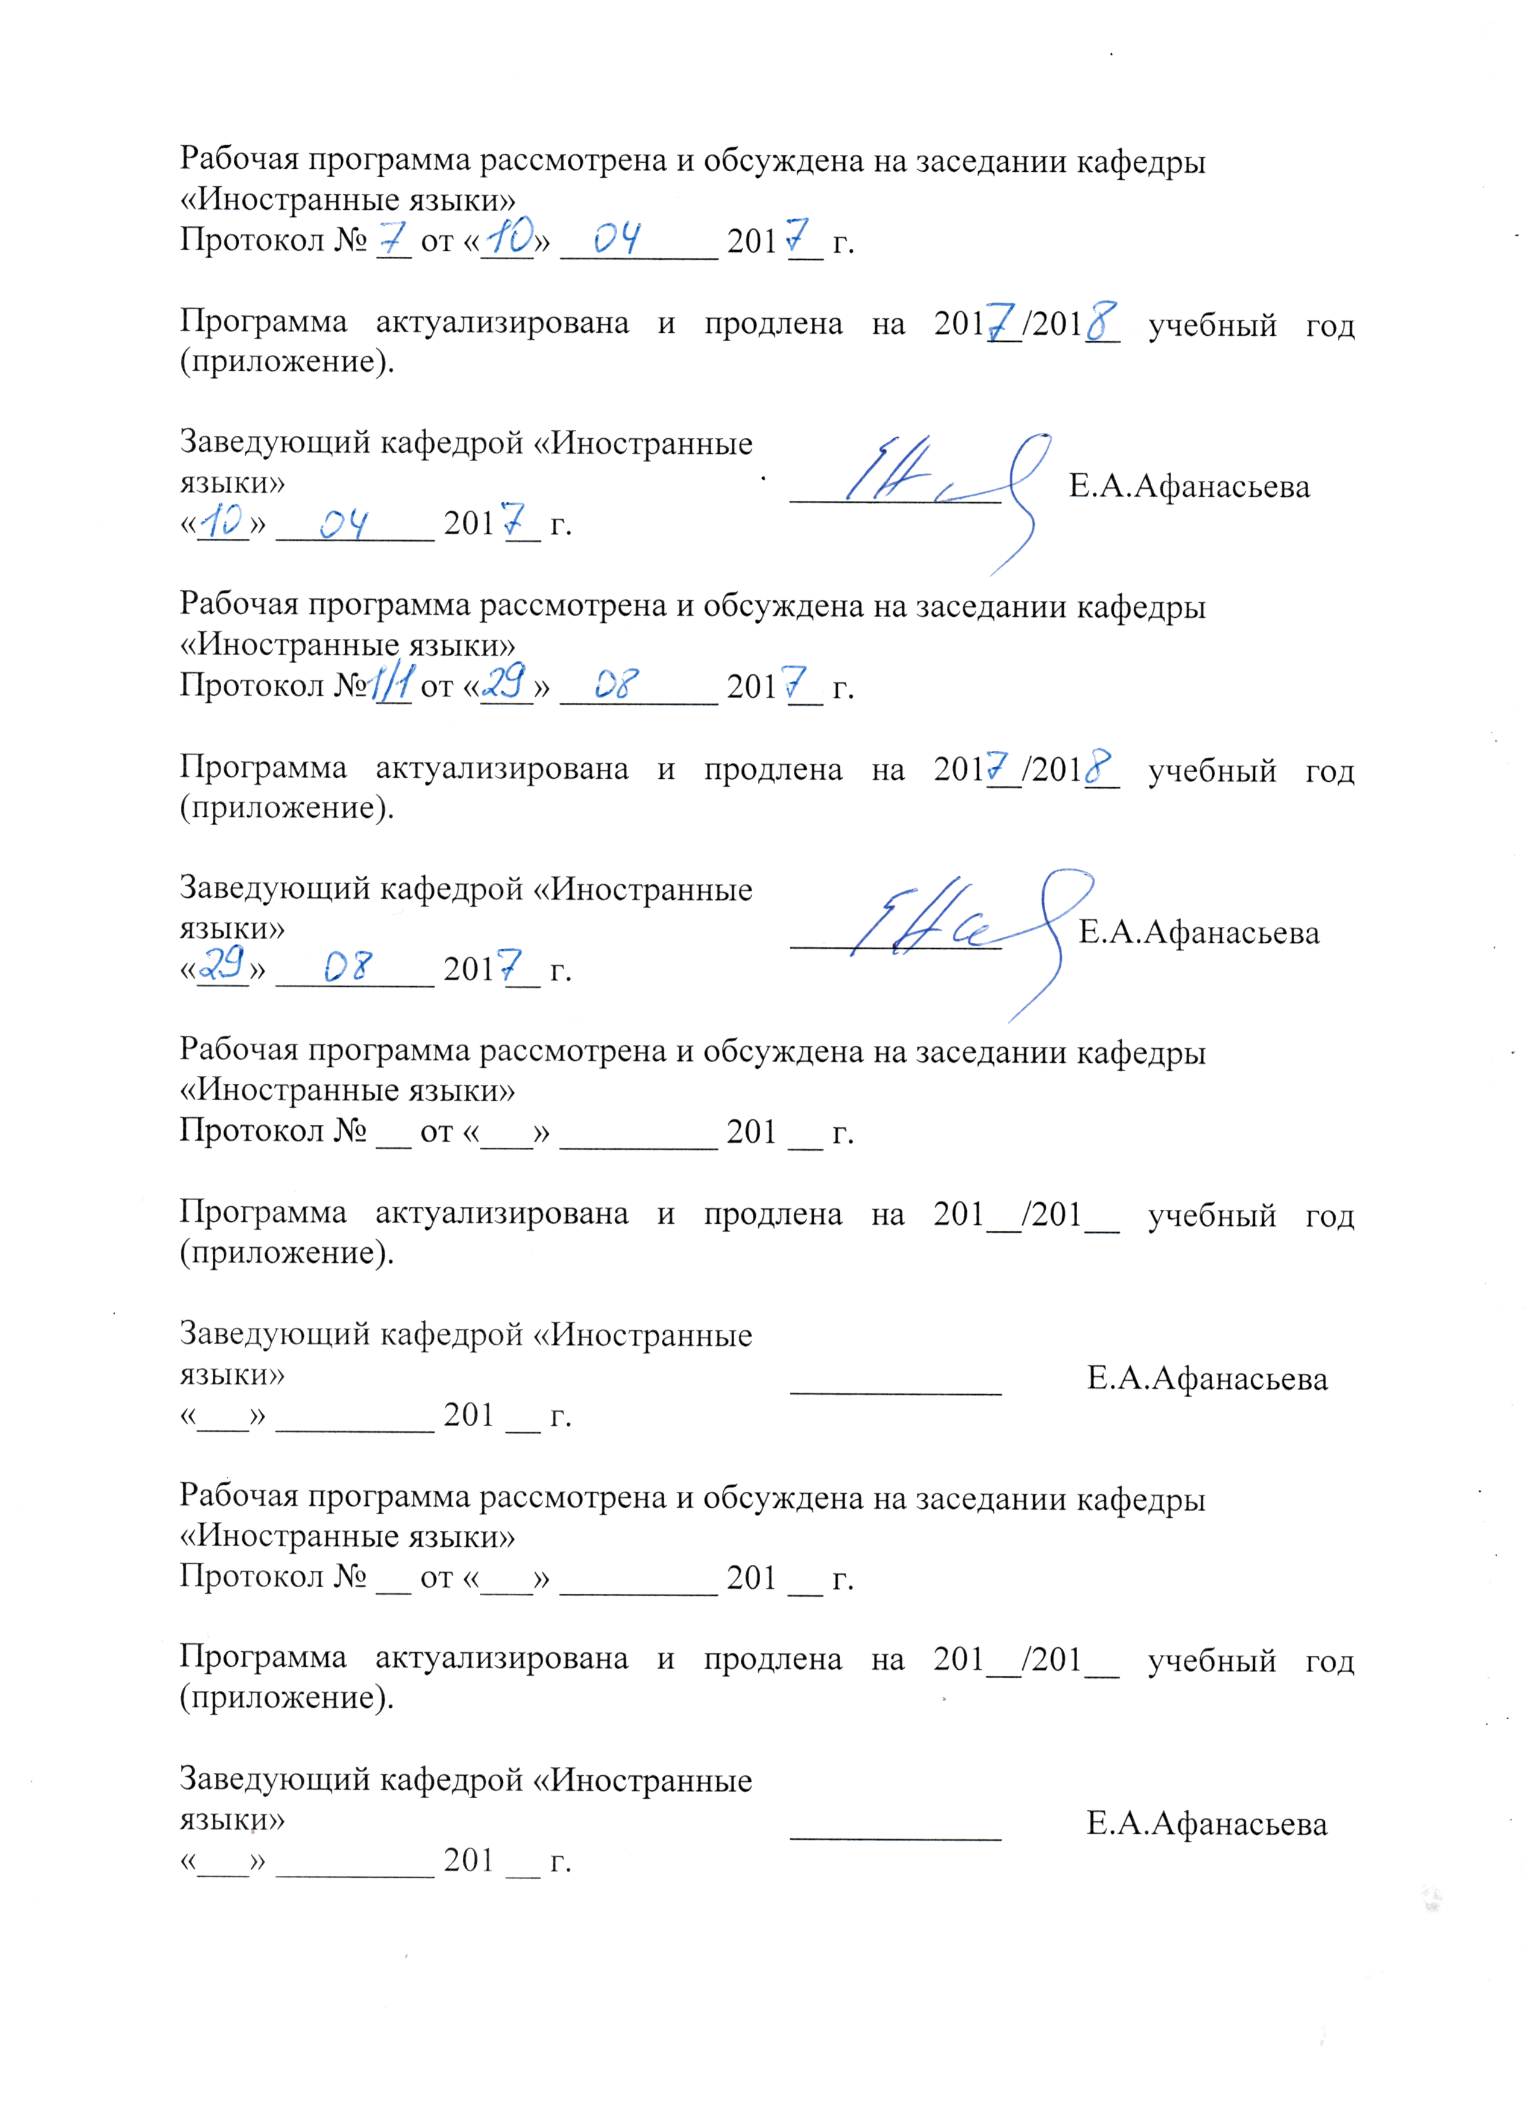 Рабочая программа рассмотрена и обсуждена на заседании кафедры
«Иностранные языки»
Протокол № 7 от «10» 04 2017 г.
Программа актуализирована и продлена на 2017/2018 учебный год
(приложение).
Заведующий кафедрой «Иностранные
языки» Е.А.Афанасьева
«10» 04 2017 г.
Рабочая программа рассмотрена и обсуждена на заседании кафедры
«Иностранные языки»
Протокол № 1/1 от «29» 08 2017 г.
Программа актуализирована и продлена на 2017/2018 учебный год
(приложение).
Заведующий кафедрой «Иностранные
языки» Е.А.Афанасьева
«29» 08 2017 г.
Рабочая программа рассмотрена и обсуждена на заседании кафедры
«Иностранные языки»
Протокол № __ от «___» _________ 201 __ г.
Программа актуализирована и продлена на 201__/201__ учебный год
(приложение).
Заведующий кафедрой «Иностранные
языки» ____________ Е.А.Афанасьева
«___» _________ 201 __ г.
Рабочая программа рассмотрена и обсуждена на заседании кафедры
«Иностранные языки»
Протокол № __ от «___» _________ 201 __ г.
Программа актуализирована и продлена на 201__/201__ учебный год
(приложение).
Заведующий кафедрой «Иностранные
языки» ____________ Е.А.Афанасьева
«___» _________ 201 __ г.